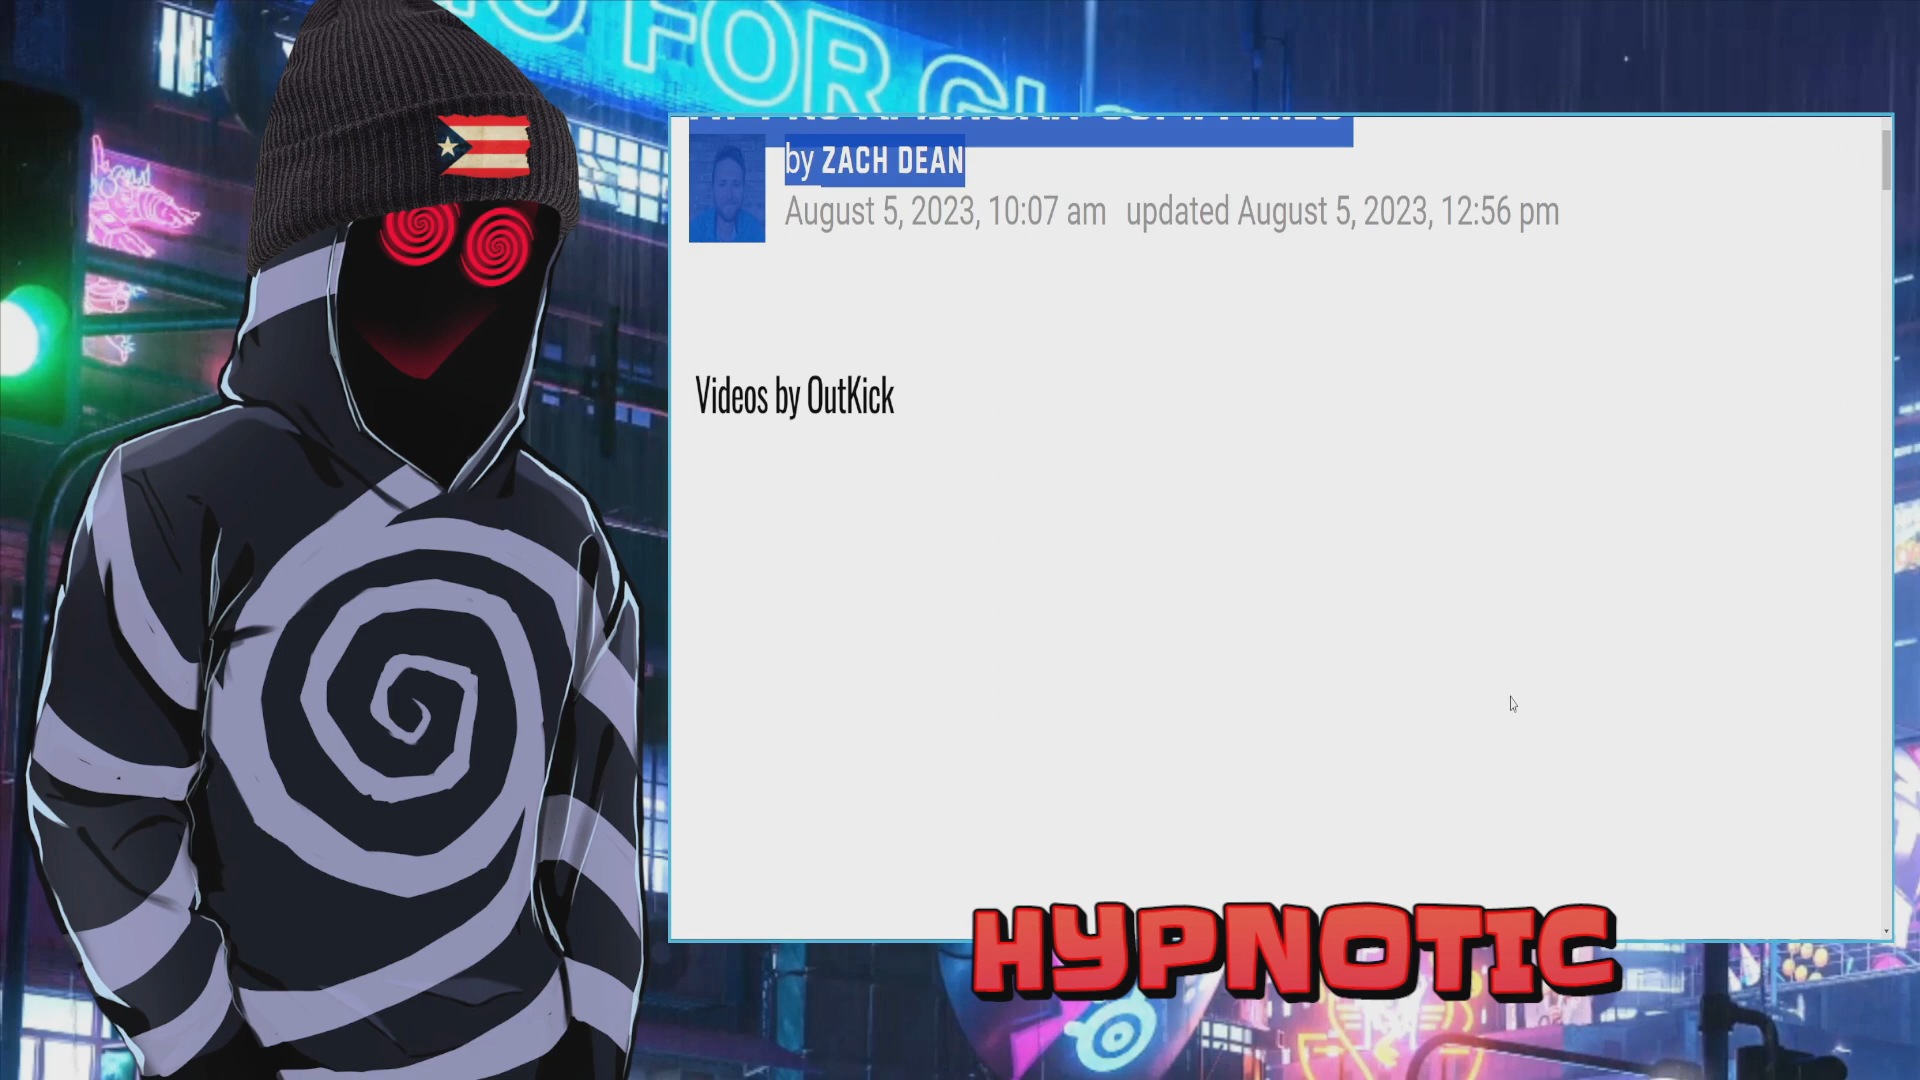 FOR
by ZACH DEAN
August 5, 2023, 10:07 am updated August 5, 2023, 12:56 pm
Videos by OutKick
HYPNOTIC